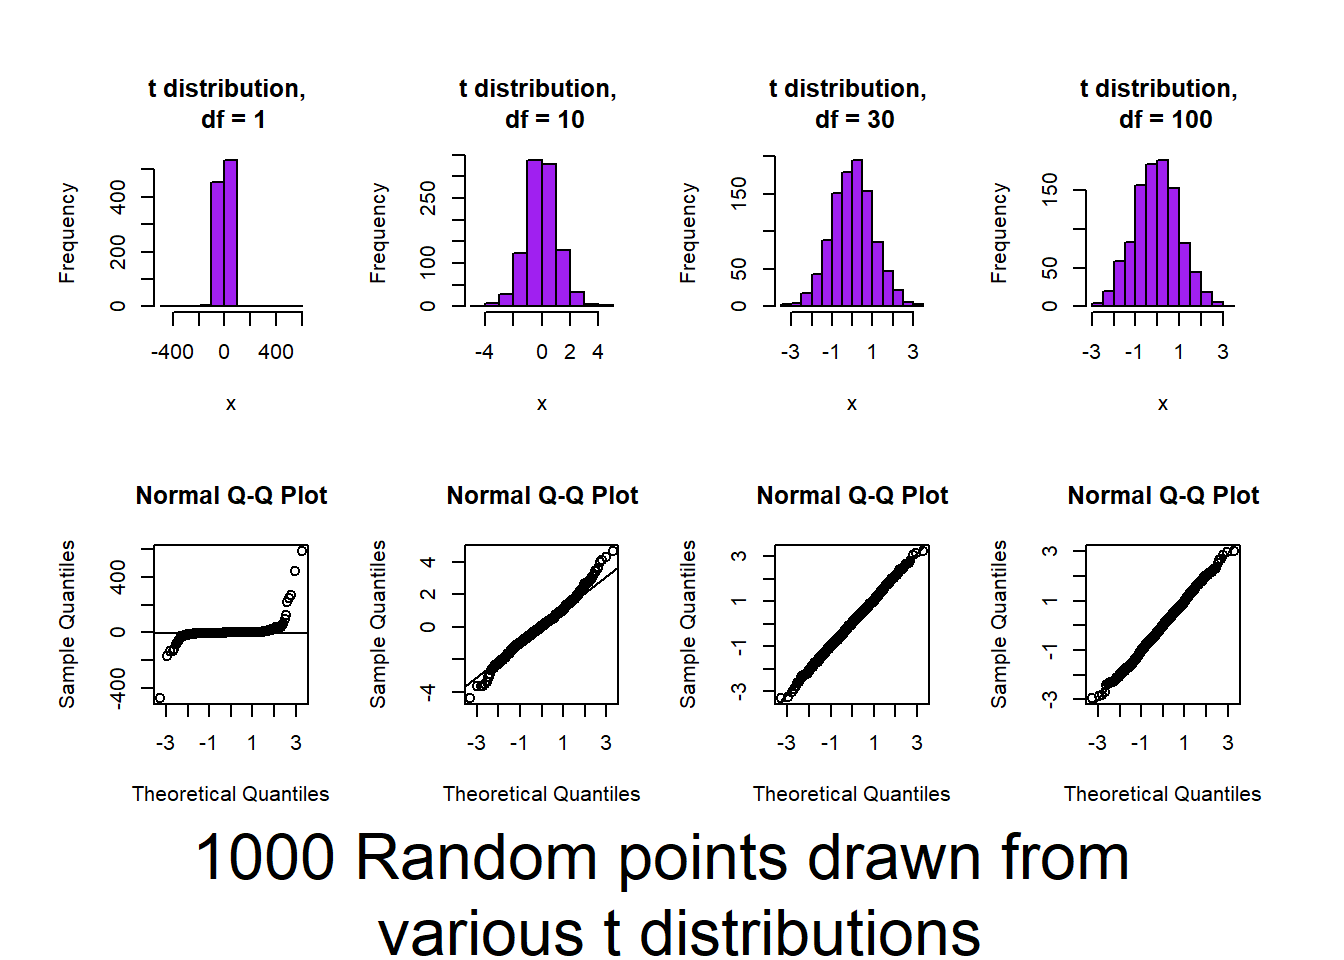 t distribution, t distribution, t distribution, t distribution,
df = 1 df = 10 df = 30 df = 100
Frequency
0 200 400
-400 0 400
x
Frequency
0 100 250
-4 0 2 4
x
Frequency
0 50 150
-3 -1 1 3
x
Frequency
0 50 150
-3 -1 1 3
x
Normal Q-Q Plot Normal Q-Q Plot Normal Q-Q Plot Normal Q-Q Plot
Sample Quantiles
-400 0 400
-3 -1 1 3
Theoretical Quantiles
Sample Quantiles
-4 0 2 4
-3 -1 1 3
Theoretical Quantiles
Sample Quantiles
-3 -1 1 3
-3 -1 1 3
Theoretical Quantiles
Sample Quantiles
-3 -1 1 3
-3 -1 1 3
Theoretical Quantiles
1000 Random points drawn from
various t distributions